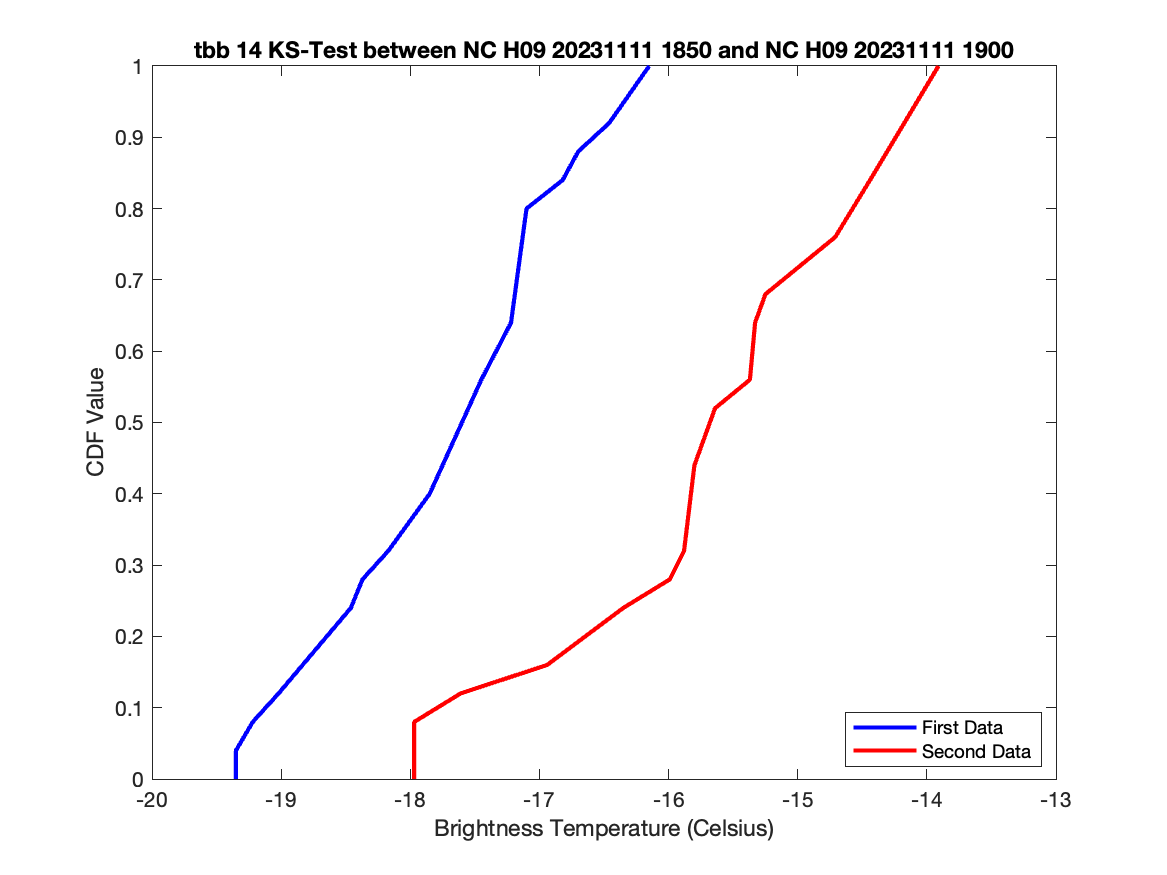 tbb 14 KS-Test between NC H09 20231111 1850 and NC H09 20231111 1900
1
0.9
0.8
0.7
0.6
0.5
0.4
0.3
0.2
0.1
0
CDF Value
First Data
Second Data
-20 -19 -18 -17 -16 -15 -14 -13
Brightness Temperature (Celsius)